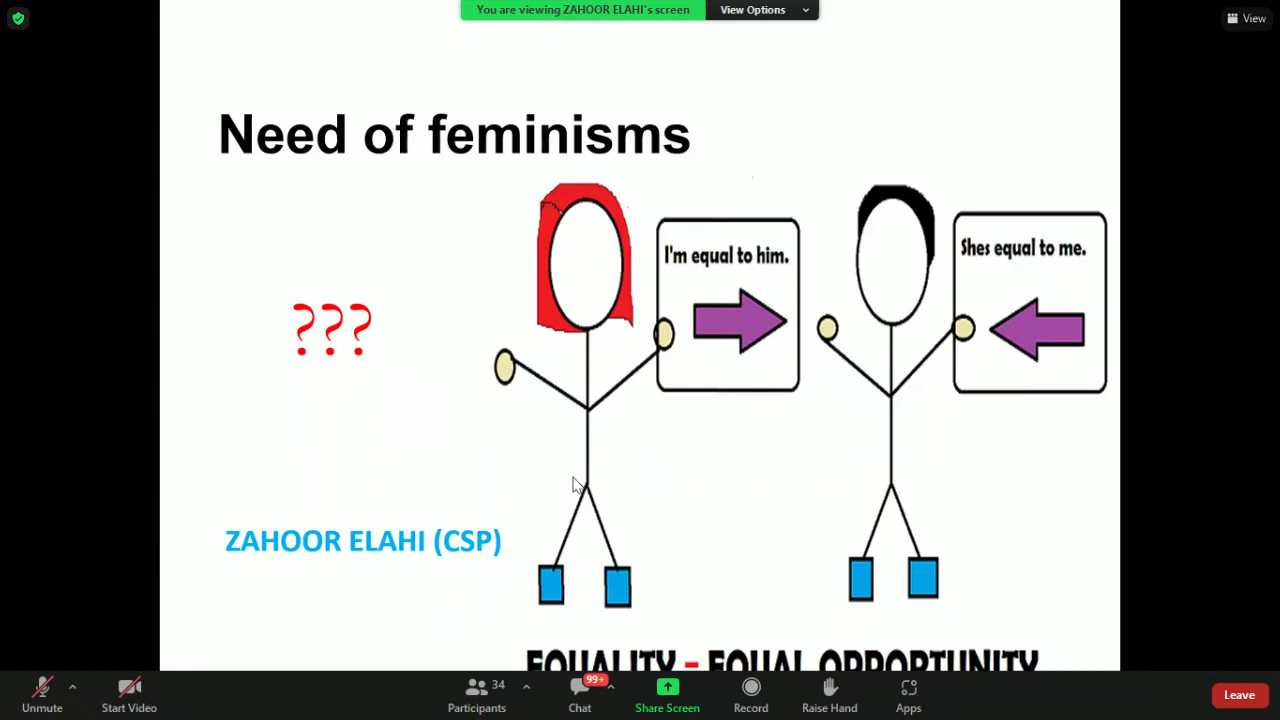 You are viewing ZAHOOR ELAHI's screen View Options
View
Need of feminisms
I'm equal to him.
Shes equal to me.
???
ZAHOOR ELAHI (CSP)
EQUALITY = EQUAL OPPORTUNITY
Unmute
Start Video
Participants 34
Chat 99+
Share Screen
Record
Raise Hand
Apps
Leave